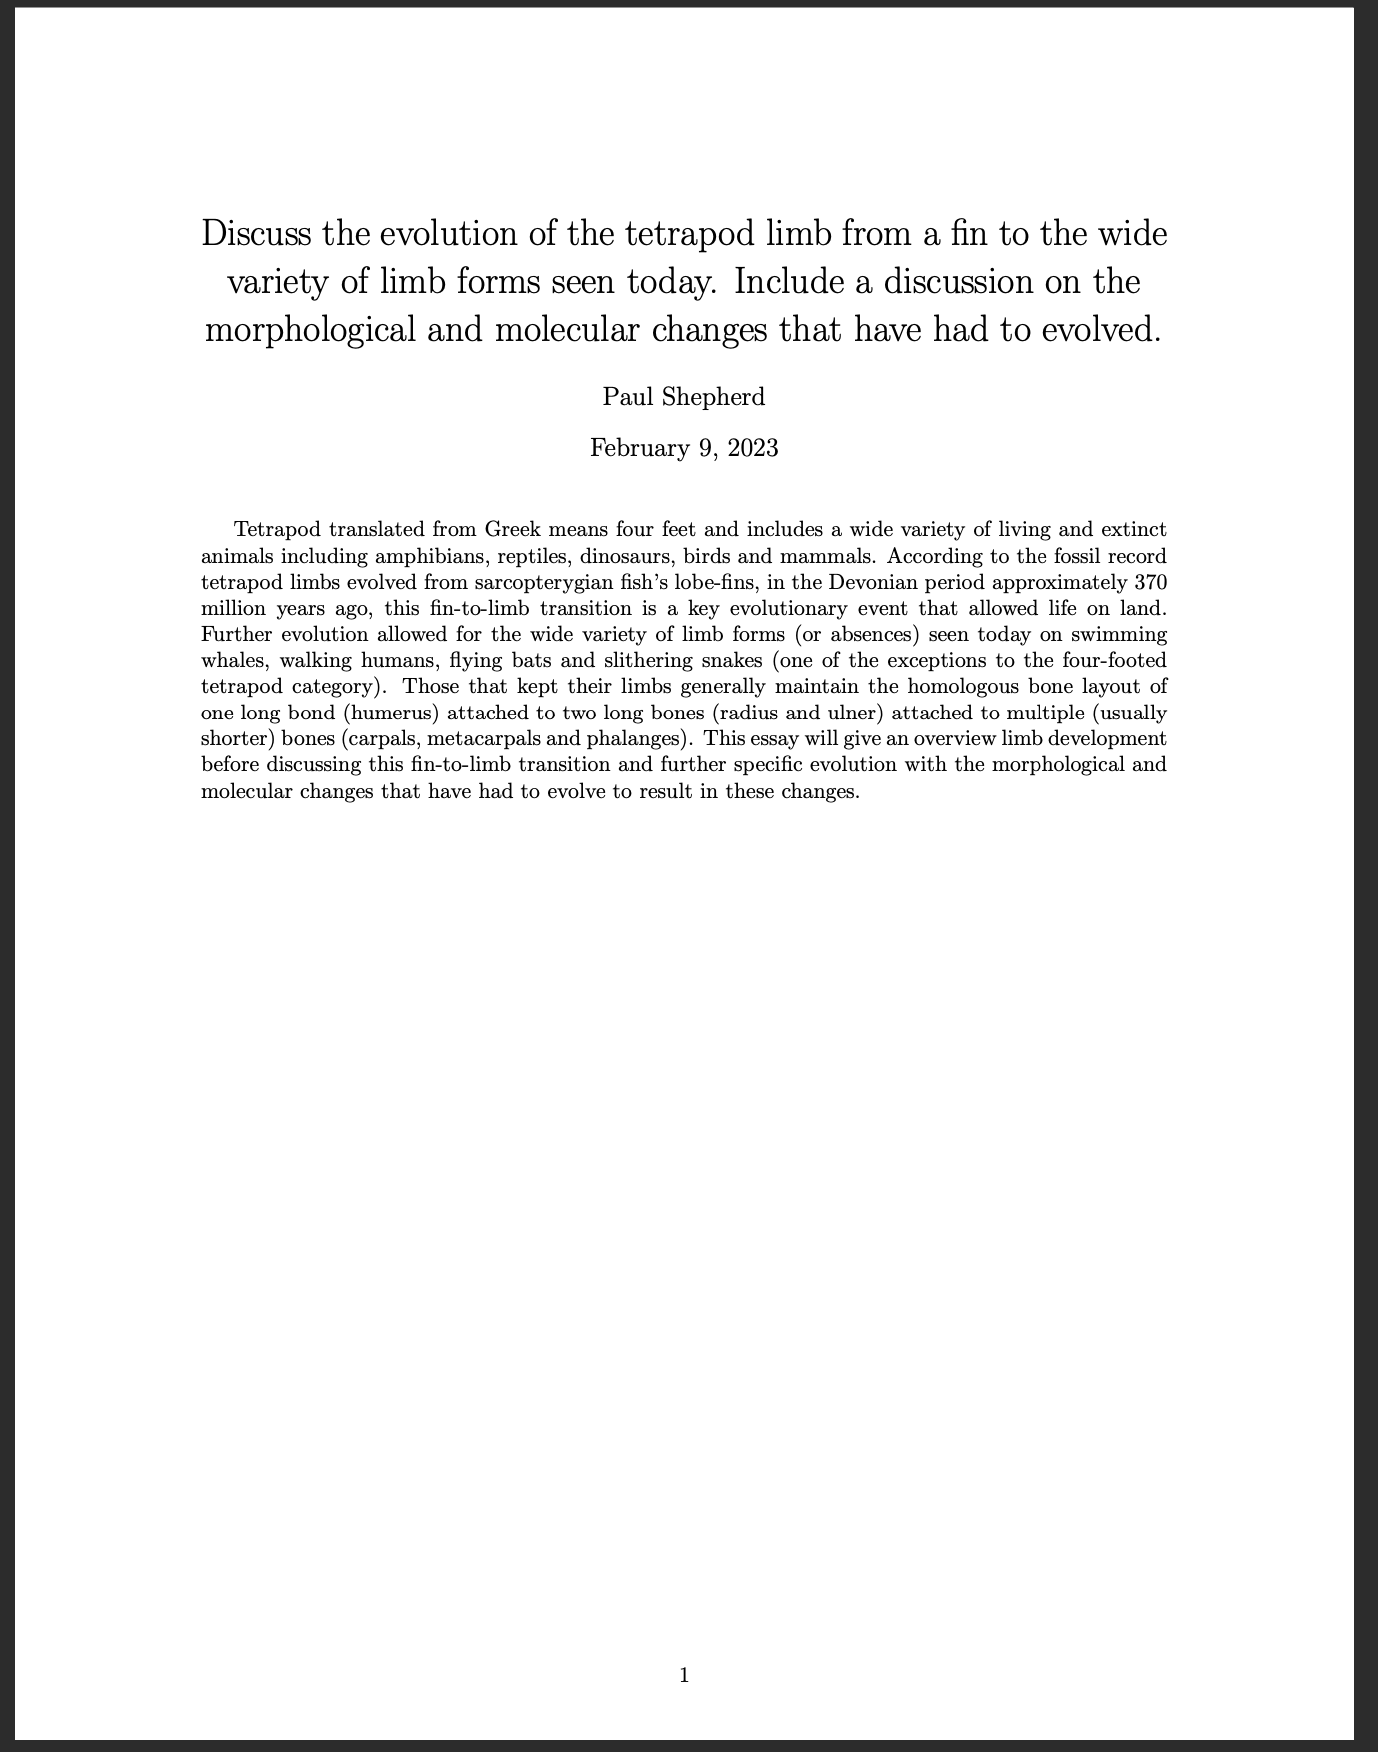 Discuss the evolution of the tetrapod limb from a fin to the wide
variety of limb forms seen today. Include a discussion on the
morphological and molecular changes that have had to evolved.
Paul Shepherd
February 9, 2023
Tetrapod translated from Greek means four feet and includes a wide variety of living and extinct
animals including amphibians, reptiles, dinosaurs, birds and mammals. According to the fossil record
tetrapod limbs evolved from sarcopterygian fish's lobe-fins, in the Devonian period approximately 370
million years ago, this fin-to-limb transition is a key evolutionary event that allowed life on land.
Further evolution allowed for the wide variety of limb forms (or absences) seen today on swimming
whales, walking humans, flying bats and slithering snakes (one of the exceptions to the four-footed
tetrapod category). Those that kept their limbs generally maintain the homologous bone layout of
one long bond (humerus) attached to two long bones (radius and ulner) attached to multiple (usually
shorter) bones (carpals, metacarpals and phalanges). This essay will give an overview limb development
before discussing this fin-to-limb transition and further specific evolution with the morphological and
molecular changes that have had to evolve to result in these changes.
1